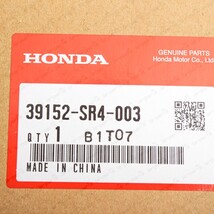 HONDA
GENUINE PARTS
Honda Motor Co., Ltd.
39152-SR4-003
QTY 1 B1T07
MADE IN CHINA